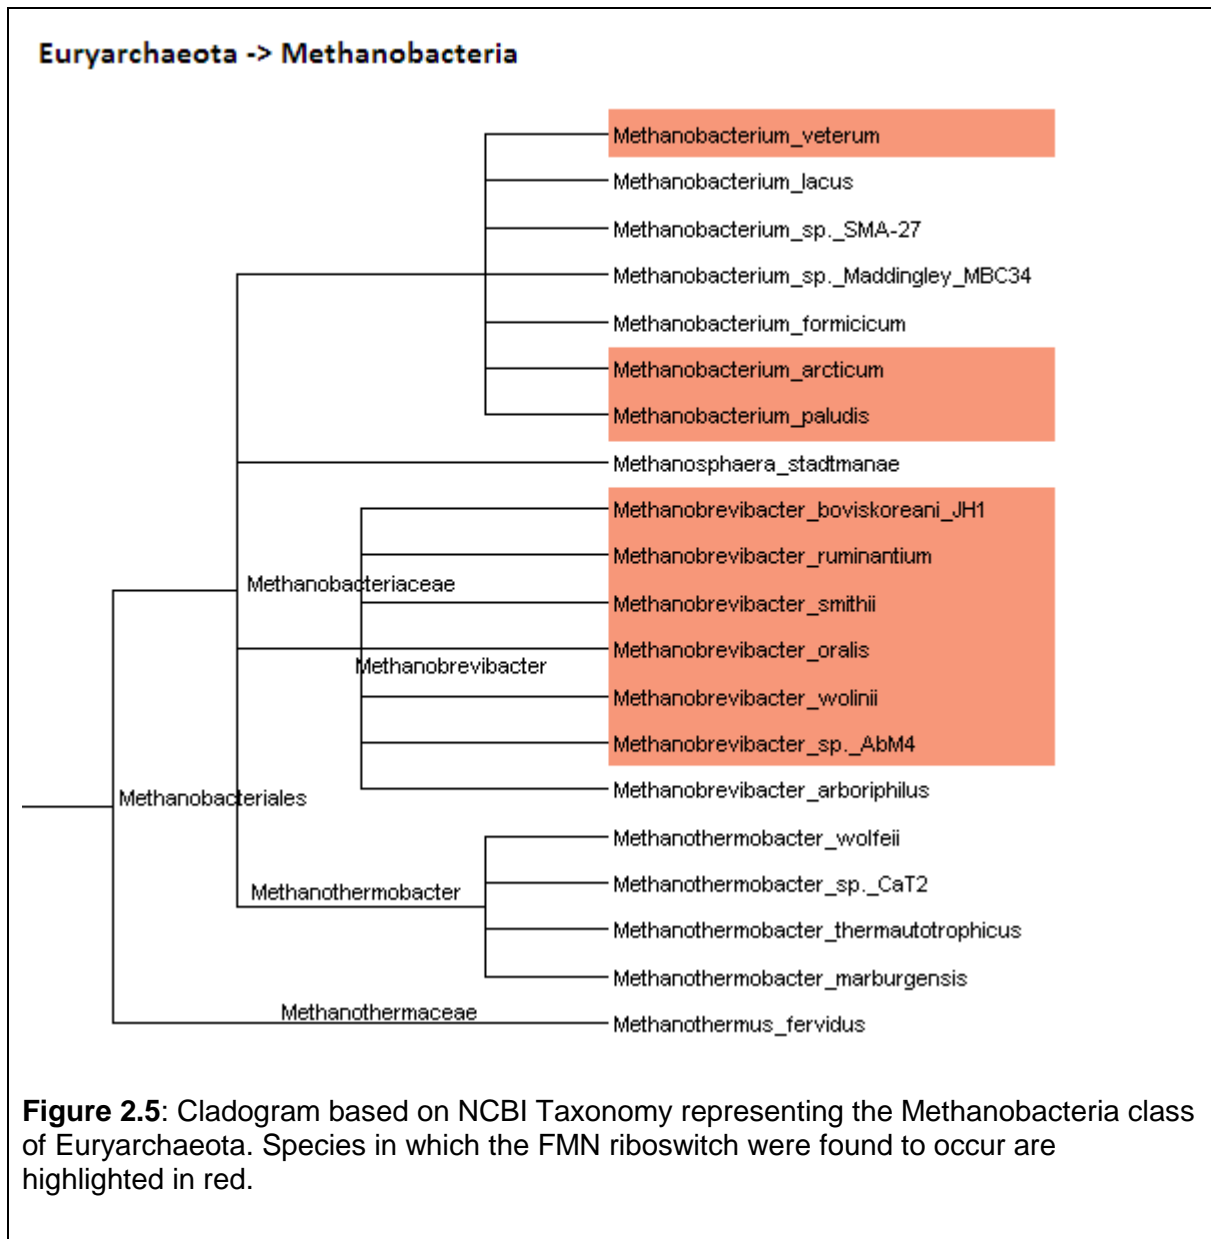 Euryarchaeota -> Methanobacteria
Methanobacterium_veterum
Methanobacterium_lacus
Methanobacterium_sp._SMA-27
Methanobacterium_sp._Maddingley_MBC34
Methanobacterium_formicicum
Methanobacterium_arcticum
Methanobacterium_paludis
Methanosphaera_stadtmanae
Methanobrevibacter_boviskoreani_JH1
Methanobrevibacter_ruminantium
Methanobacteriaceae
Methanobrevibacter_smithii
Methanobrevibacter_oralis
Methanobrevibacter
Methanobrevibacter_wolinii
Methanobrevibacter_sp._AbM4
Methanobrevibacter_arboriphilus
Methanobacteriales
Methanothermobacter_wolfeii
Methanothermobacter_sp._CaT2
Methanothermobacter
Methanothermobacter_thermautotrophicus
Methanothermobacter_marburgensis
Methanothermaceae
Methanothermus_fervidus
Figure 2.5: Cladogram based on NCBI Taxonomy representing the Methanobacteria class
of Euryarchaeota. Species in which the FMN riboswitch were found to occur are
highlighted in red.